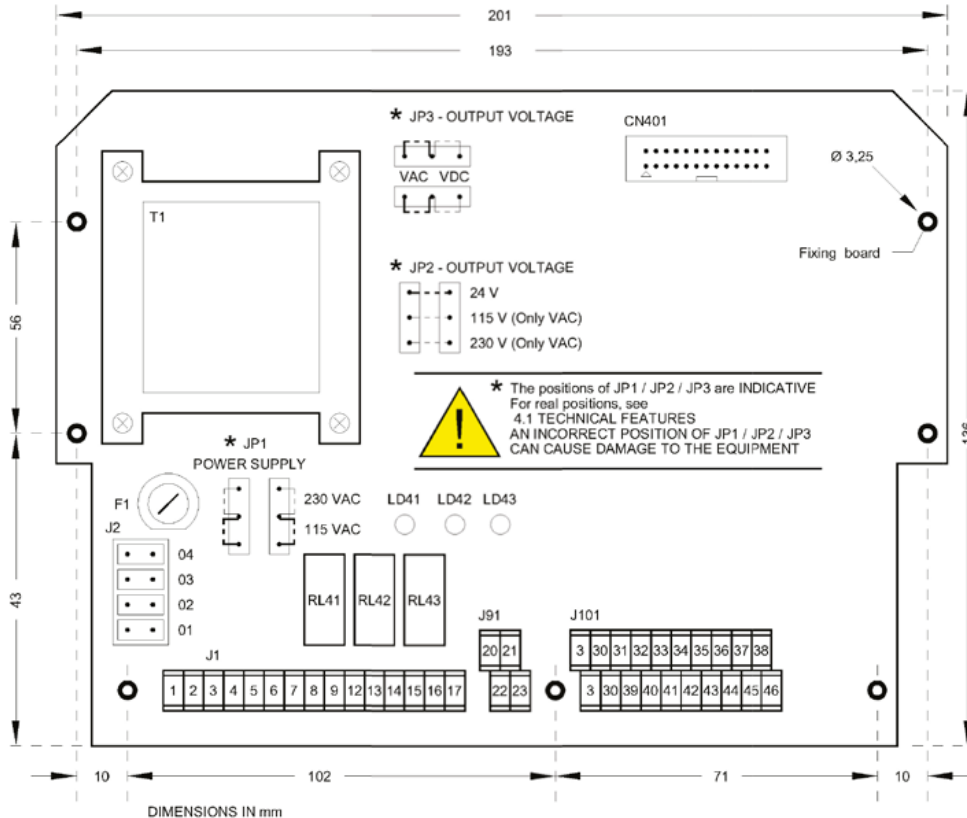 201
193
* JP3 - OUTPUT VOLTAGE
VAC VDC
CN401
Ø 3,25
Fixing board
T1
* JP2 - OUTPUT VOLTAGE
24 V
115 V (Only VAC)
230 V (Only VAC)
56
* The positions of JP1 / JP2 / JP3 are INDICATIVE
For real positions, see
4.1 TECHNICAL FEATURES
AN INCORRECT POSITION OF JP1 / JP2 / JP3
CAN CAUSE DAMAGE TO THE EQUIPMENT
!
136
* JP1
POWER SUPPLY
230 VAC
115 VAC
F1
LD41 LD42 LD43
J2
04
03
02
01
43
RL41 RL42 RL43
J1
1 2 3 4 5 6 7 8 9 12 13 14 15 16 17
J91
20 21
22 23
J101
3 30 31 32 33 34 35 36 37 38
3 30 39 40 41 42 43 44 45 46
10 102 71 10
DIMENSIONS IN mm